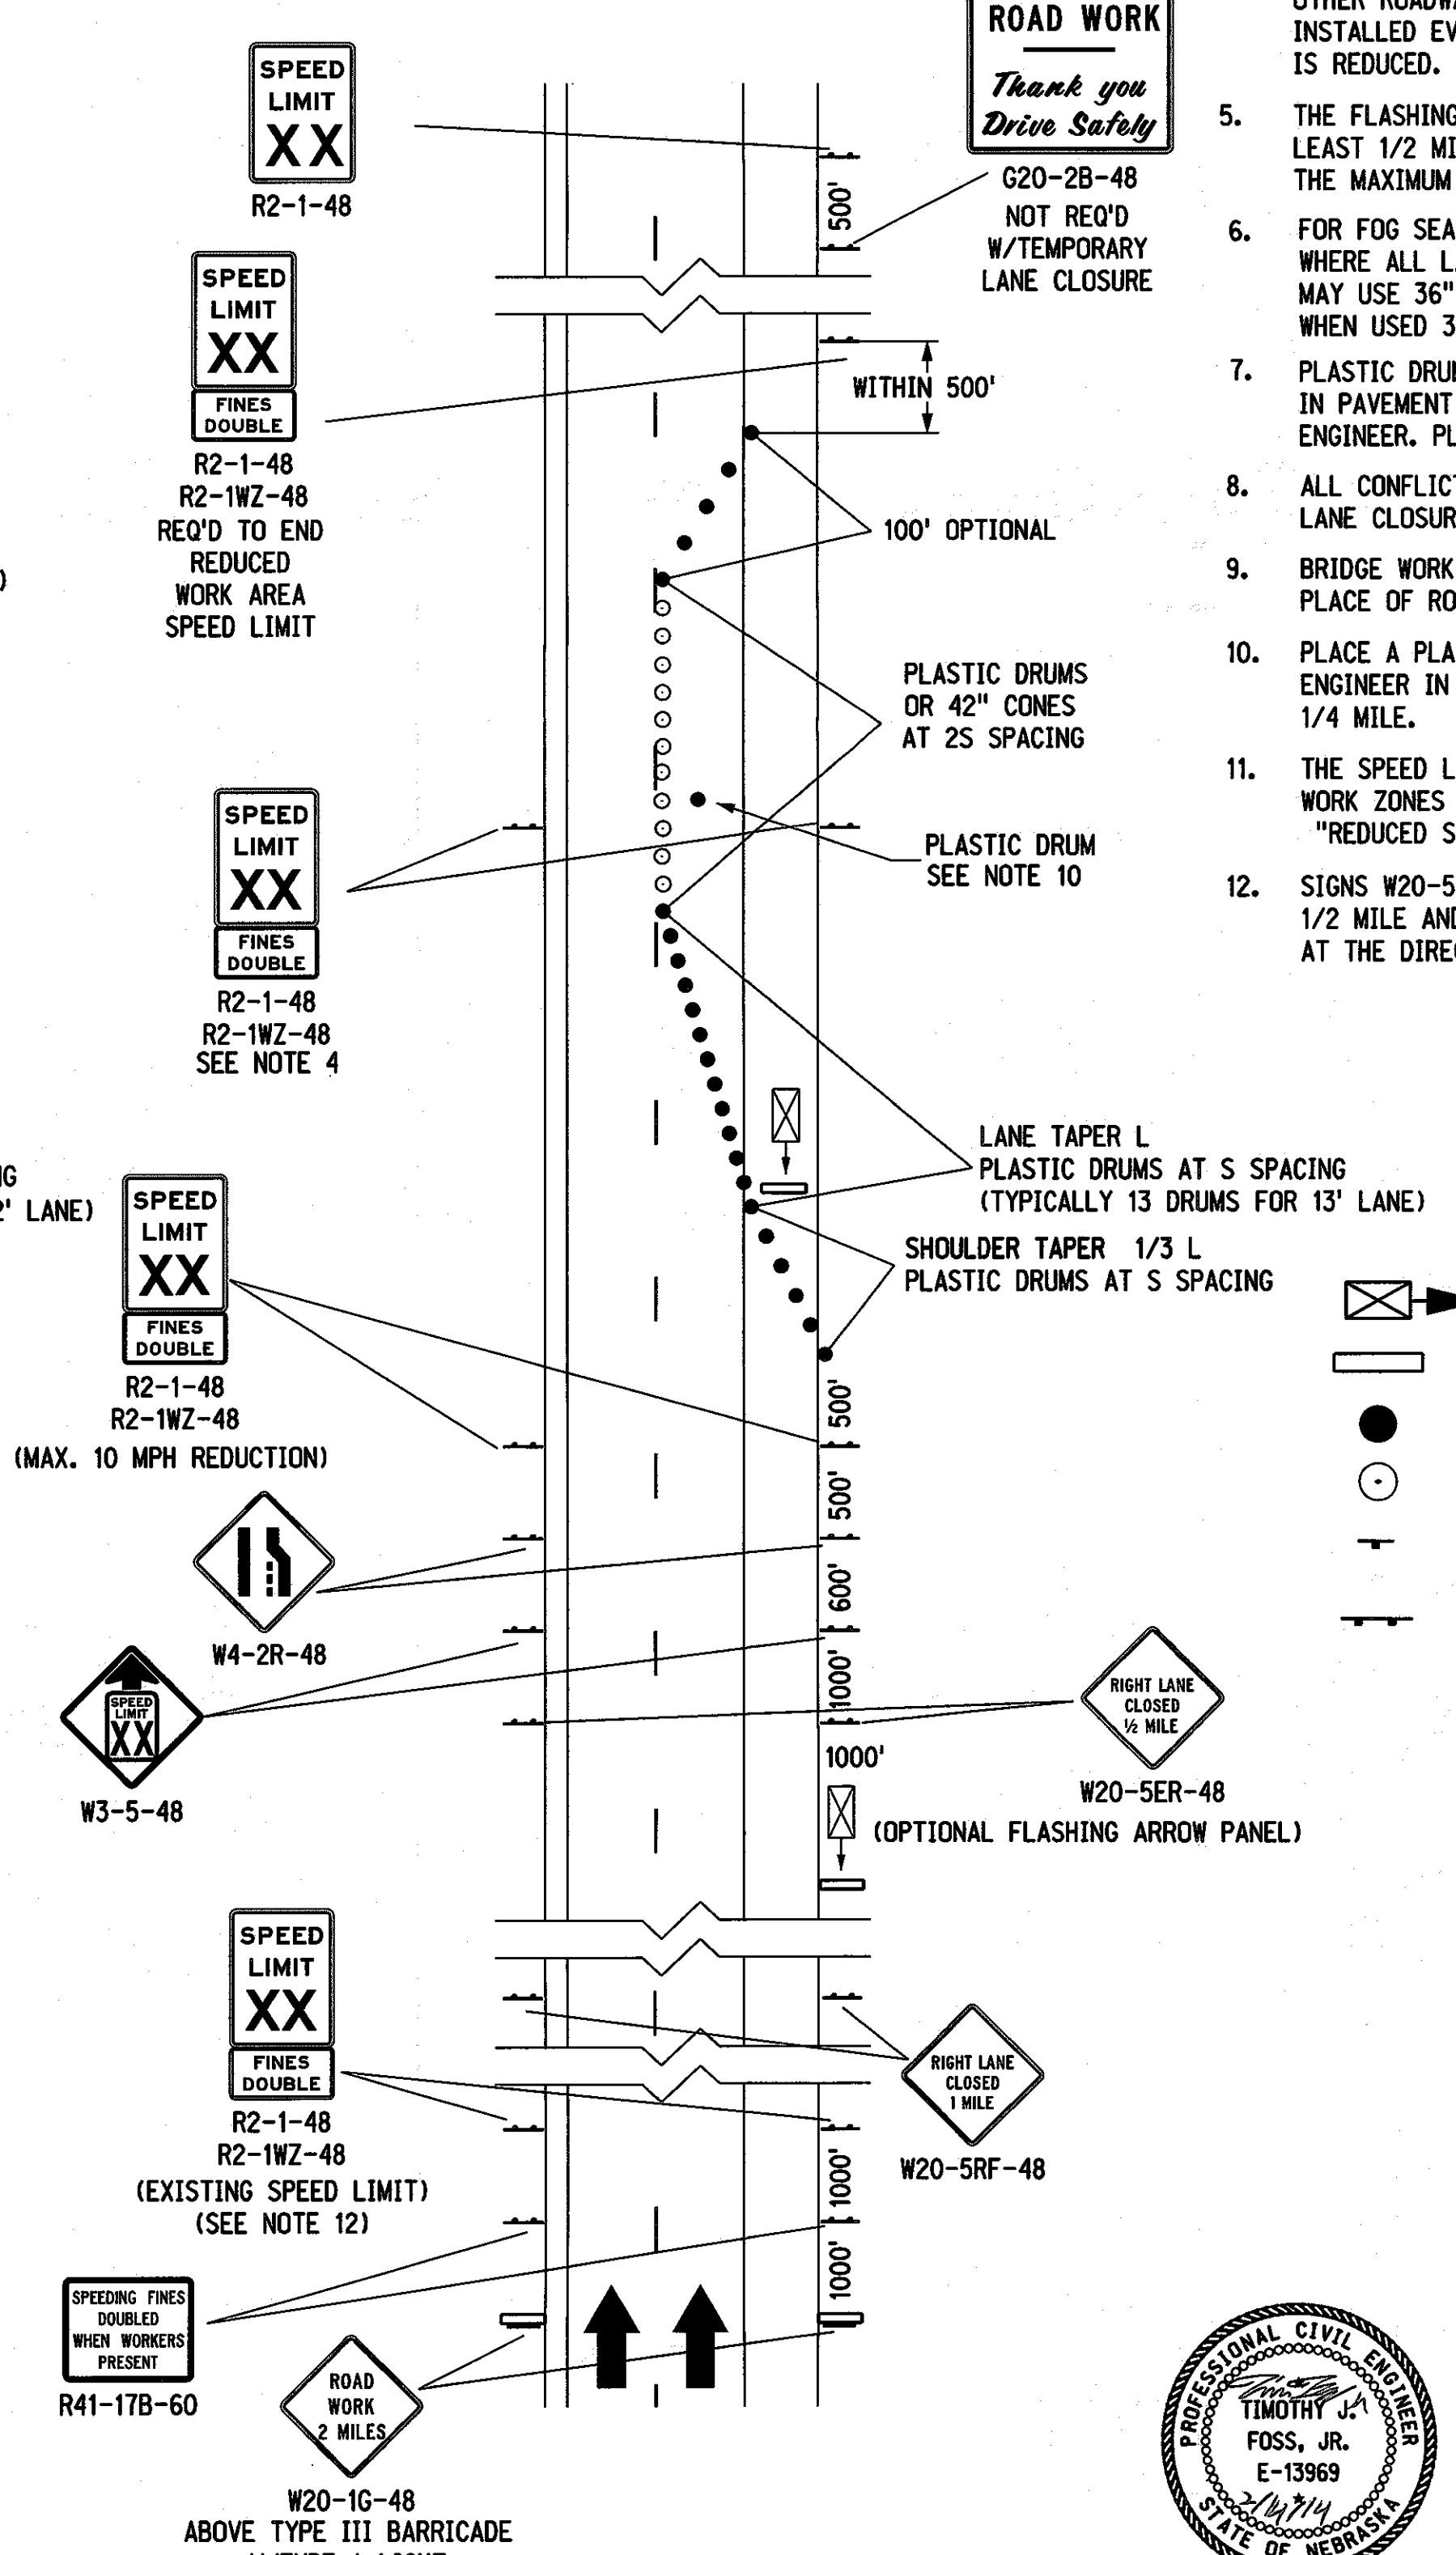 ROAD WORK
Thank you
Drive Safely
G20-2B-48
NOT REQ'D
W/TEMPORARY
LANE CLOSURE
SPEED
LIMIT
XX
R2-1-48
500'
SPEED
LIMIT
XX
FINES
DOUBLE
R2-1-48
R2-1WZ-48
REQ'D TO END
REDUCED
WORK AREA
SPEED LIMIT
WITHIN 500'
100' OPTIONAL
PLASTIC DRUMS
OR 42" CONES
AT 2S SPACING
PLASTIC DRUM
SEE NOTE 10
SPEED
LIMIT
XX
FINES
DOUBLE
R2-1-48
R2-1WZ-48
SEE NOTE 4
LANE TAPER L
PLASTIC DRUMS AT S SPACING
(TYPICALLY 13 DRUMS FOR 13' LANE)
SHOULDER TAPER 1/3 L
PLASTIC DRUMS AT S SPACING
' LANE)
SPEED
LIMIT
XX
FINES
DOUBLE
R2-1-48
R2-1WZ-48
(MAX. 10 MPH REDUCTION)
500'
500'
600'
1000'
1000'
W4-2R-48
SPEED
LIMIT
XX
W3-5-48
RIGHT LANE
CLOSED
½ MILE
W20-5ER-48
(OPTIONAL FLASHING ARROW PANEL)
SPEED
LIMIT
XX
FINES
DOUBLE
R2-1-48
R2-1WZ-48
(EXISTING SPEED LIMIT)
(SEE NOTE 12)
RIGHT LANE
CLOSED
1 MILE
W20-5RF-48
1000'
1000'
SPEEDING FINES
DOUBLED
WHEN WORKERS
PRESENT
R41-17B-60
ROAD
WORK
2 MILES
W20-1G-48
ABOVE TYPE III BARRICADE
INSTALLED EV
IS REDUCED.
5. THE FLASHING
LEAST 1/2 MI
THE MAXIMUM
6. FOR FOG SEA
WHERE ALL L
MAY USE 36"
WHEN USED 3
7. PLASTIC DRU
IN PAVEMENT
ENGINEER. PL
8. ALL CONFLICT
LANE CLOSUR
9. BRIDGE WORK
PLACE OF RO
10. PLACE A PLA
ENGINEER IN
1/4 MILE.
11. THE SPEED L
WORK ZONES
"REDUCED S
12. SIGNS W20-5
1/2 MILE AND
AT THE DIRE
PROFESSIONAL CIVIL ENGINEER
TIMOTHY J.
FOSS, JR.
E-13969
STATE OF NEBRASKA